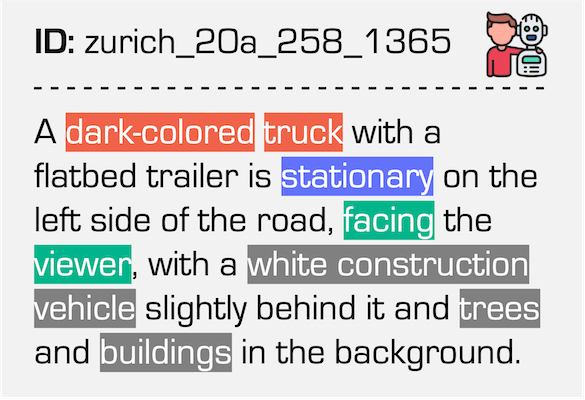 ID: zurich_20a_258_1365
A dark-colored truck with a
flatbed trailer is stationary on the
left side of the road, facing the
viewer, with a white construction
vehicle slightly behind it and trees
and buildings in the background.